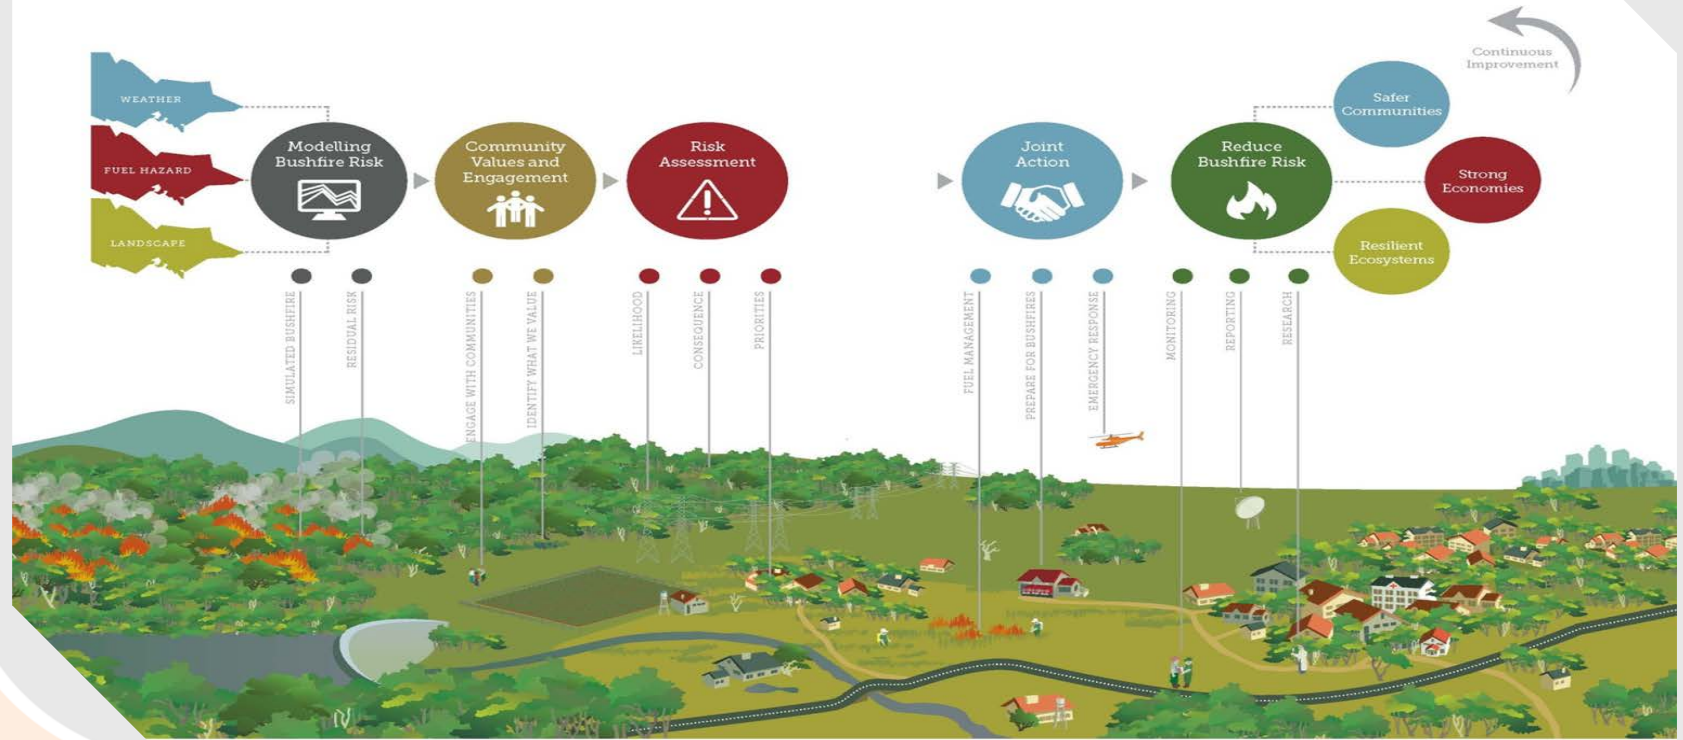 Continuous
Improvement
WEATHER
FUEL HAZARD
LANDSCAPE
Modelling
Bushfire Risk
Community
Values and
Engagement
Risk
Assessment
Joint
Action
Reduce
Bushfire Risk
Safer
Communities
Strong
Economies
Resilient
Ecosystems
SIMULATED BUSHFIRE
RESIDUAL RISK
ENGAGE WITH COMMUNITIES
IDENTIFY WHAT WE VALUE
LIKELIHOOD
CONSEQUENCE
PRIORITIES
FUEL MANAGEMENT
PREPARE FOR BUSHFIRES
EMERGENCY RESPONSE
MONITORING
REPORTING
RESEARCH